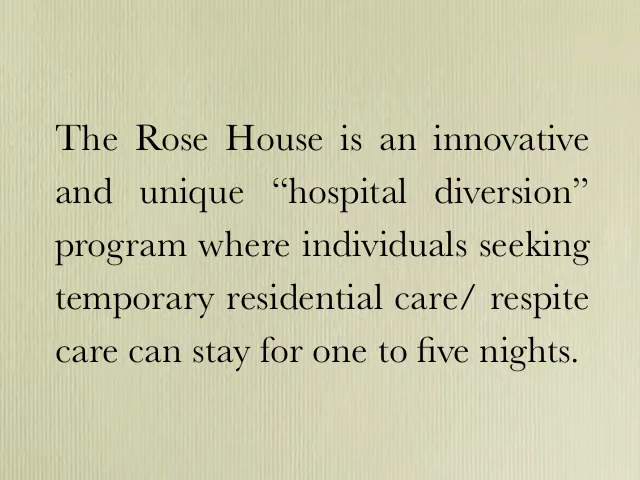 The Rose House is an innovative
and unique “hospital diversion”
program where individuals seeking
temporary residential care/ respite
care can stay for one to five nights.